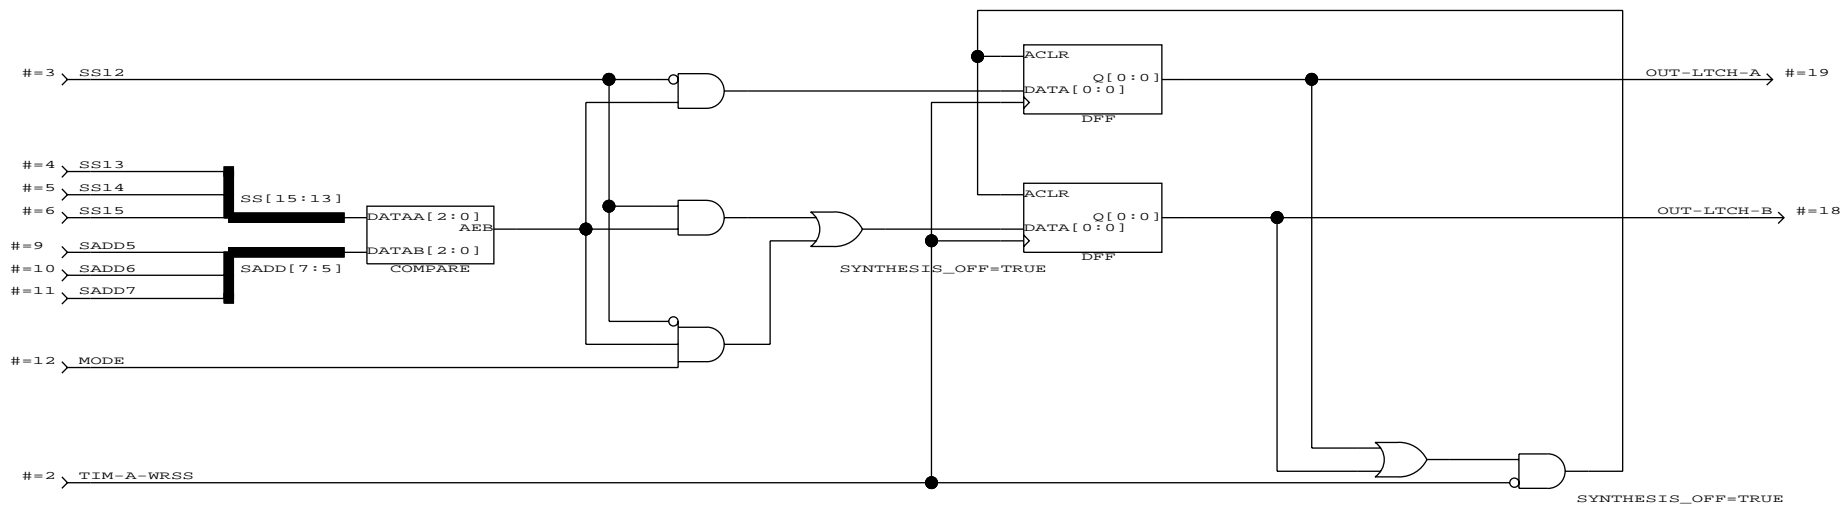 #=3 SS12
ACLR
Q[0:0]
DATA[0:0]
DFF
OUT-LTCH-A #=19
#=4 SS13
#=5 SS14
#=6 SS15
SS[15:13]
#=9 SADD5
#=10 SADD6
#=11 SADD7
SADD[7:5]
DATAA[2:0]
AEB
DATAB[2:0]
COMPARE
ACLR
Q[0:0]
DATA[0:0]
DFF
SYNTHESIS_OFF=TRUE
OUT-LTCH-B #=18
#=12 MODE
#=2 TIM-A-WRSS
SYNTHESIS_OFF=TRUE